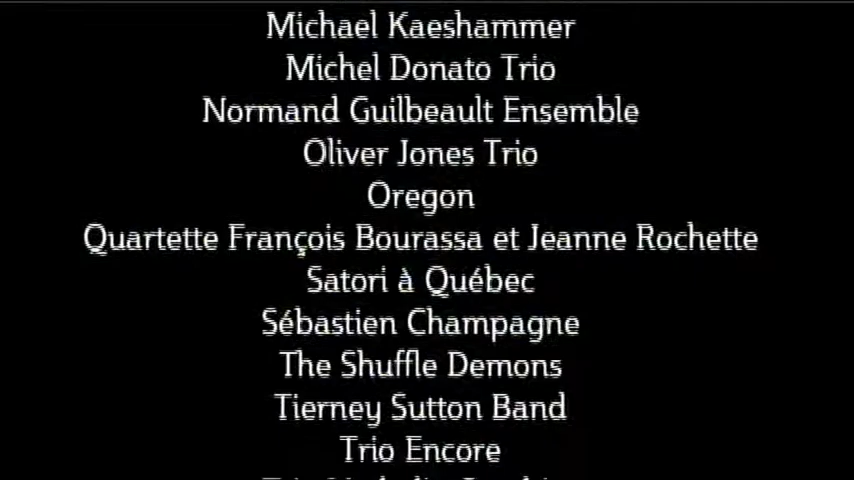 Michael Kaeshammer
Michel Donato Trio
Normand Guilbeault Ensemble
Oliver Jones Trio
Oregon
Quartette François Bourassa et Jeanne Rochette
Satori à Québec
Sébastien Champagne
The Shuffle Demons
Tierney Sutton Band
Trio Encore